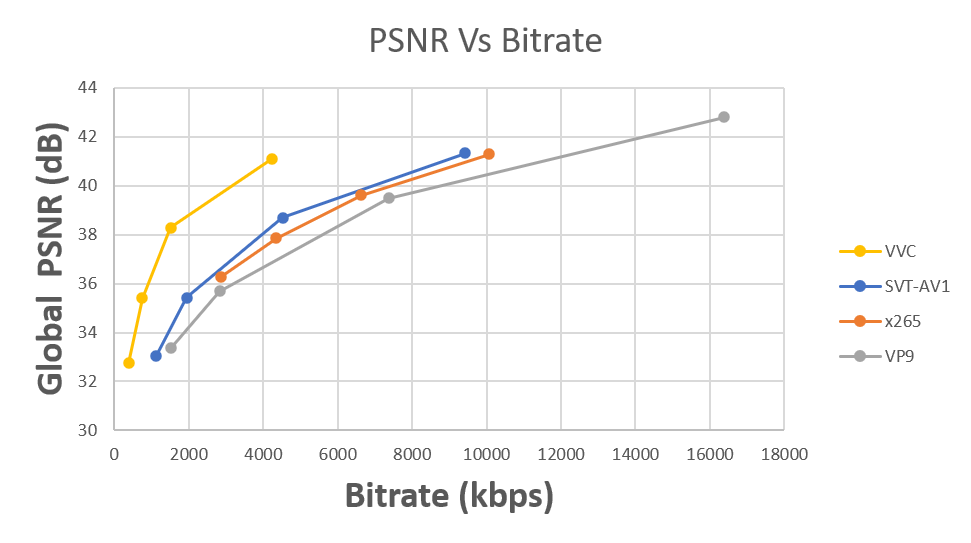 PSNR Vs Bitrate
Global PSNR (dB)
44
42
40
38
36
34
32
30
0 2000 4000 6000 8000 10000 12000 14000 16000 18000
Bitrate (kbps)
VVC
SVT-AV1
x265
VP9